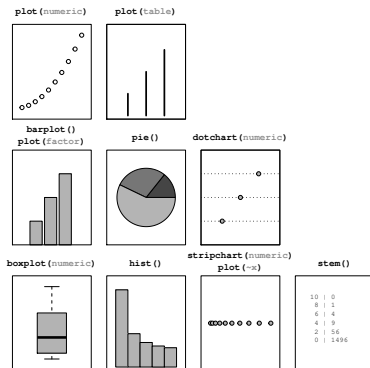 plot(numeric)
plot(table)
barplot()
plot(factor)
pie()
dotchart(numeric)
boxplot(numeric)
hist()
stripchart(numeric)
plot(~x)
stem()
10 | 0
8 | 1
6 | 4
4 | 9
2 | 56
0 | 1496